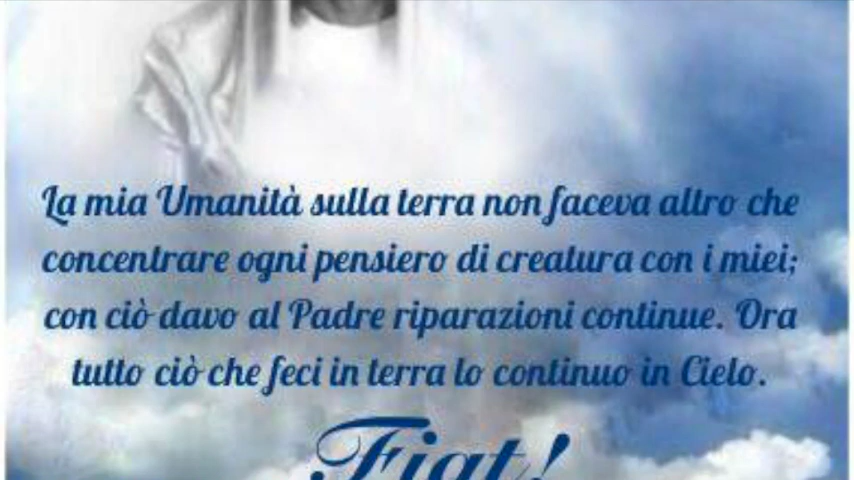 La mia Umanità sulla terra non faceva altro che
concentrare ogni pensiero di creatura con i miei;
con ciò davo al Padre riparazioni continue. Ora
tutto ciò che feci in terra lo continuo in Cielo.
Fiat!